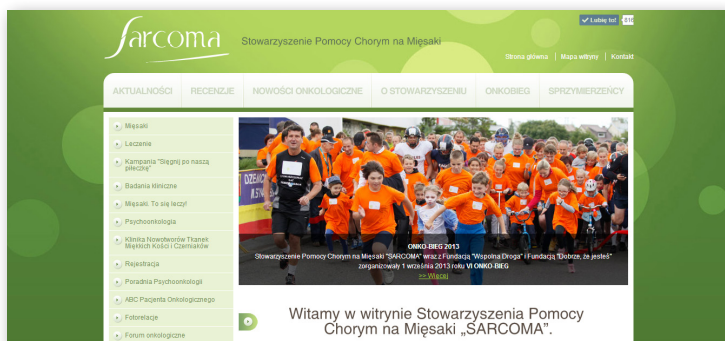 Sarcoma
Stowarzyszenie Pomocy Chorym na Mięsaki
Lubię to! 816
Strona główna | Mapa witryny | Kontakt
AKTUALNOŚCI RECENZJE NOWOŚCI ONKOLOGICZNE O STOWARZYSZENIU ONKOBIEG SPRZYMIERZEŃCY
Mięsaki
Leczenie
Kampania "Sięgnij po naszą
piłeczkę"
Badania kliniczne
Mięsaki. To się leczy!
Psychoonkologia
Klinika Nowotworów Tkanek
Miękkich Kości i Czerniaków
Rejestracja
Poradnia Psychoonkologii
ABC Pacjenta Onkologicznego
Fotorelacje
Forum onkologiczne
ONKO-BIEG 2013
Stowarzyszenie Pomocy Chorym na Mięsaki "SARCOMA" wraz z Fundacją "Wspólna Droga" i Fundacją "Dobrze, że jesteś"
zorganizowały 1 września 2013 roku VI ONKO-BIEG
>> Więcej
Witamy w witrynie Stowarzyszenia Pomocy
Chorym na Mięsaki „SARCOMA”.